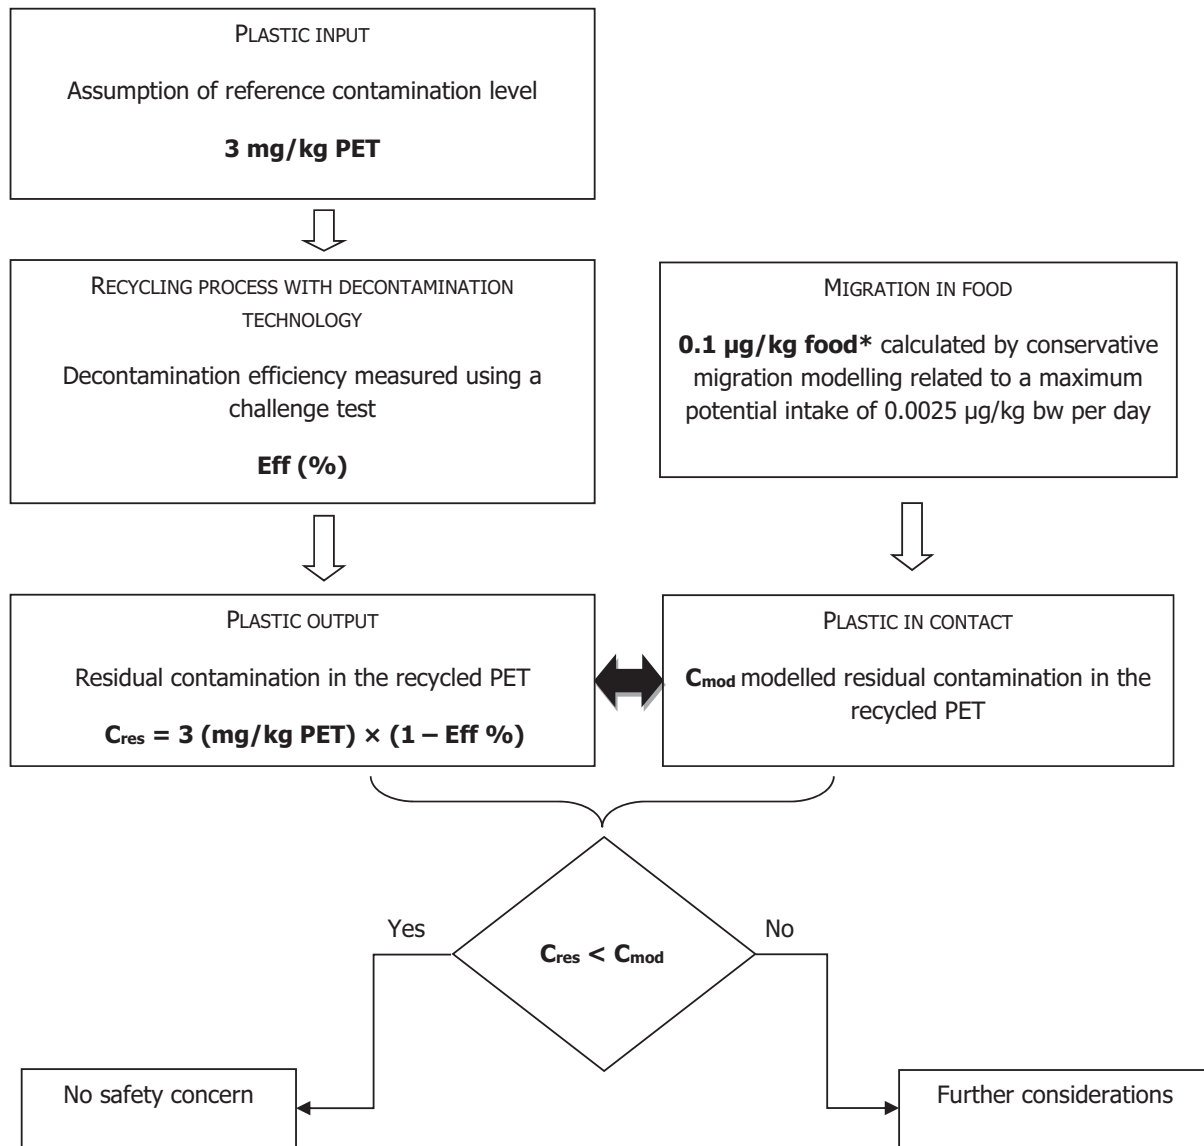 PLASTIC INPUT
Assumption of reference contamination level
3 mg/kg PET
RECYCLING PROCESS WITH DECONTAMINATION
TECHNOLOGY
Decontamination efficiency measured using a
challenge test
Eff (%)
MIGRATION IN FOOD
0.1 µg/kg food* calculated by conservative
migration modelling related to a maximum
potential intake of 0.0025 µg/kg bw per day
PLASTIC OUTPUT
Residual contamination in the recycled PET
Cres = 3 (mg/kg PET) × (1 – Eff %)
PLASTIC IN CONTACT
Cmod modelled residual contamination in the
recycled PET
Yes
No
Cres < Cmod
No safety concern
Further considerations